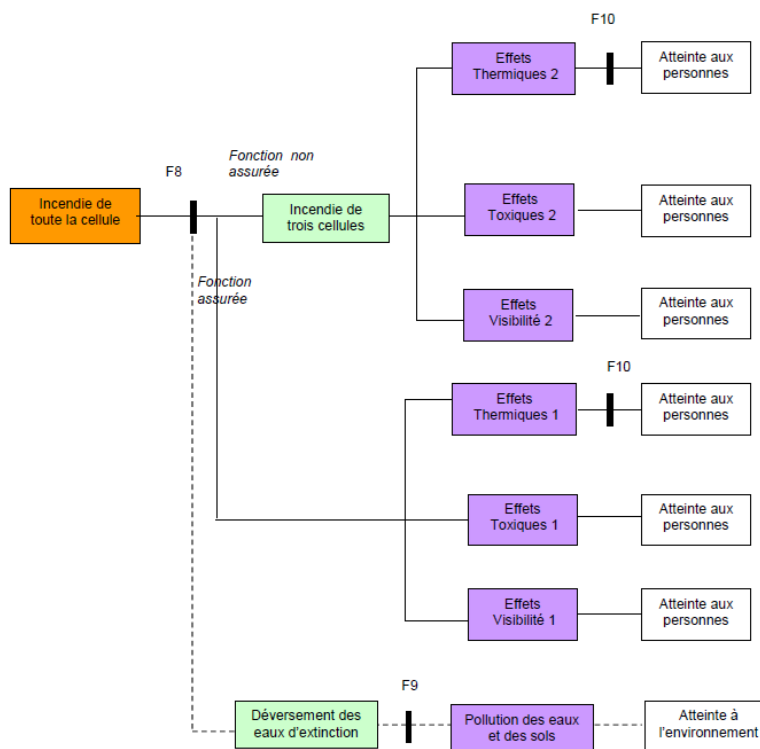 F10
Effets
Thermiques 2
Atteinte aux
personnes
Fonction non
assurée
F8
Incendie de
toute la cellule
Incendie de
trois cellules
Effets
Toxiques 2
Atteinte aux
personnes
Fonction
assurée
Effets
Visibilité 2
Atteinte aux
personnes
F10
Effets
Thermiques 1
Atteinte aux
personnes
Effets
Toxiques 1
Atteinte aux
personnes
Effets
Visibilité 1
Atteinte aux
personnes
F9
Déversement des
eaux d'extinction
Pollution des eaux
et des sols
Atteinte à
l'environnement